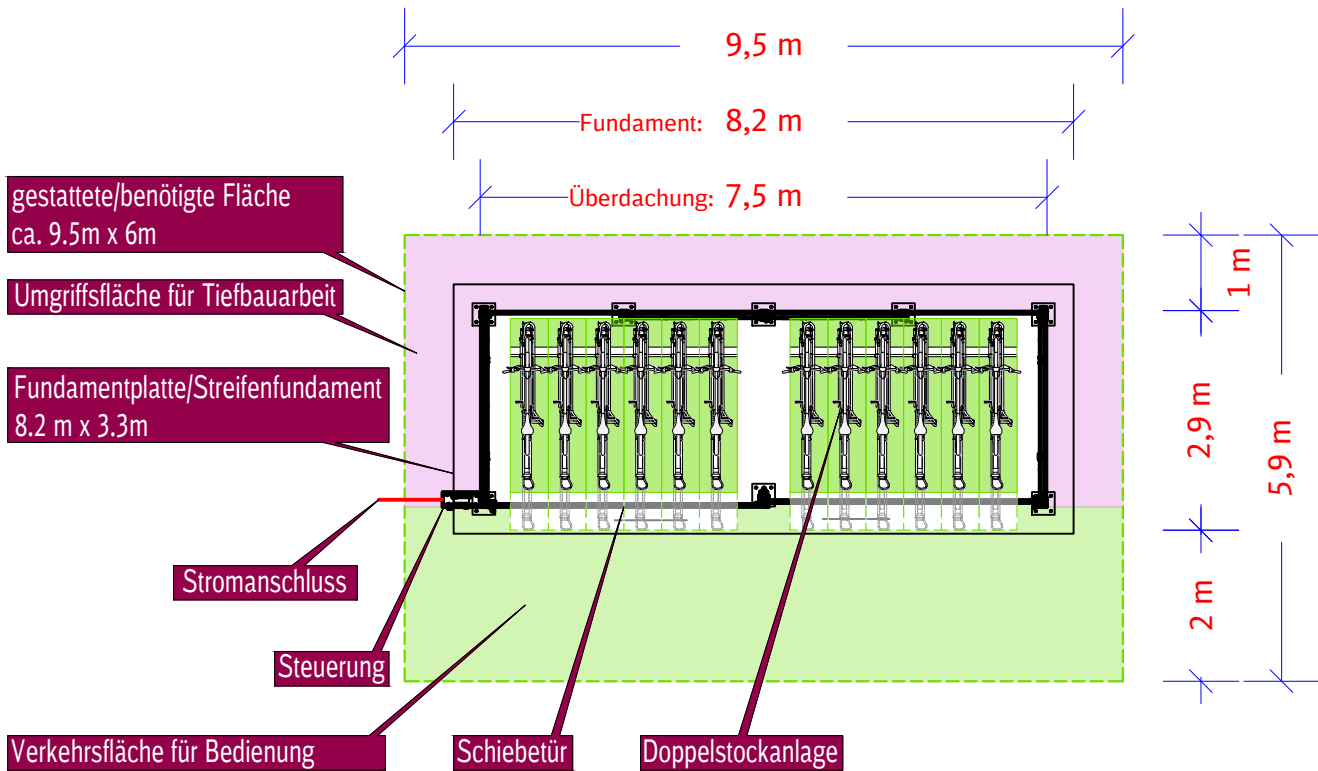 9,5 m
Fundament: 8,2 m
Überdachung: 7,5 m
gestattete/benötigte Fläche
ca. 9.5m x 6m
Umgriffsfläche für Tiefbauarbeit
Fundamentplatte/Streifenfundament
8.2 m x 3.3m
Stromanschluss
Steuerung
Verkehrsfläche für Bedienung
Schiebetür
Doppelstockanlage
1 m
2,9 m
5,9 m
2 m